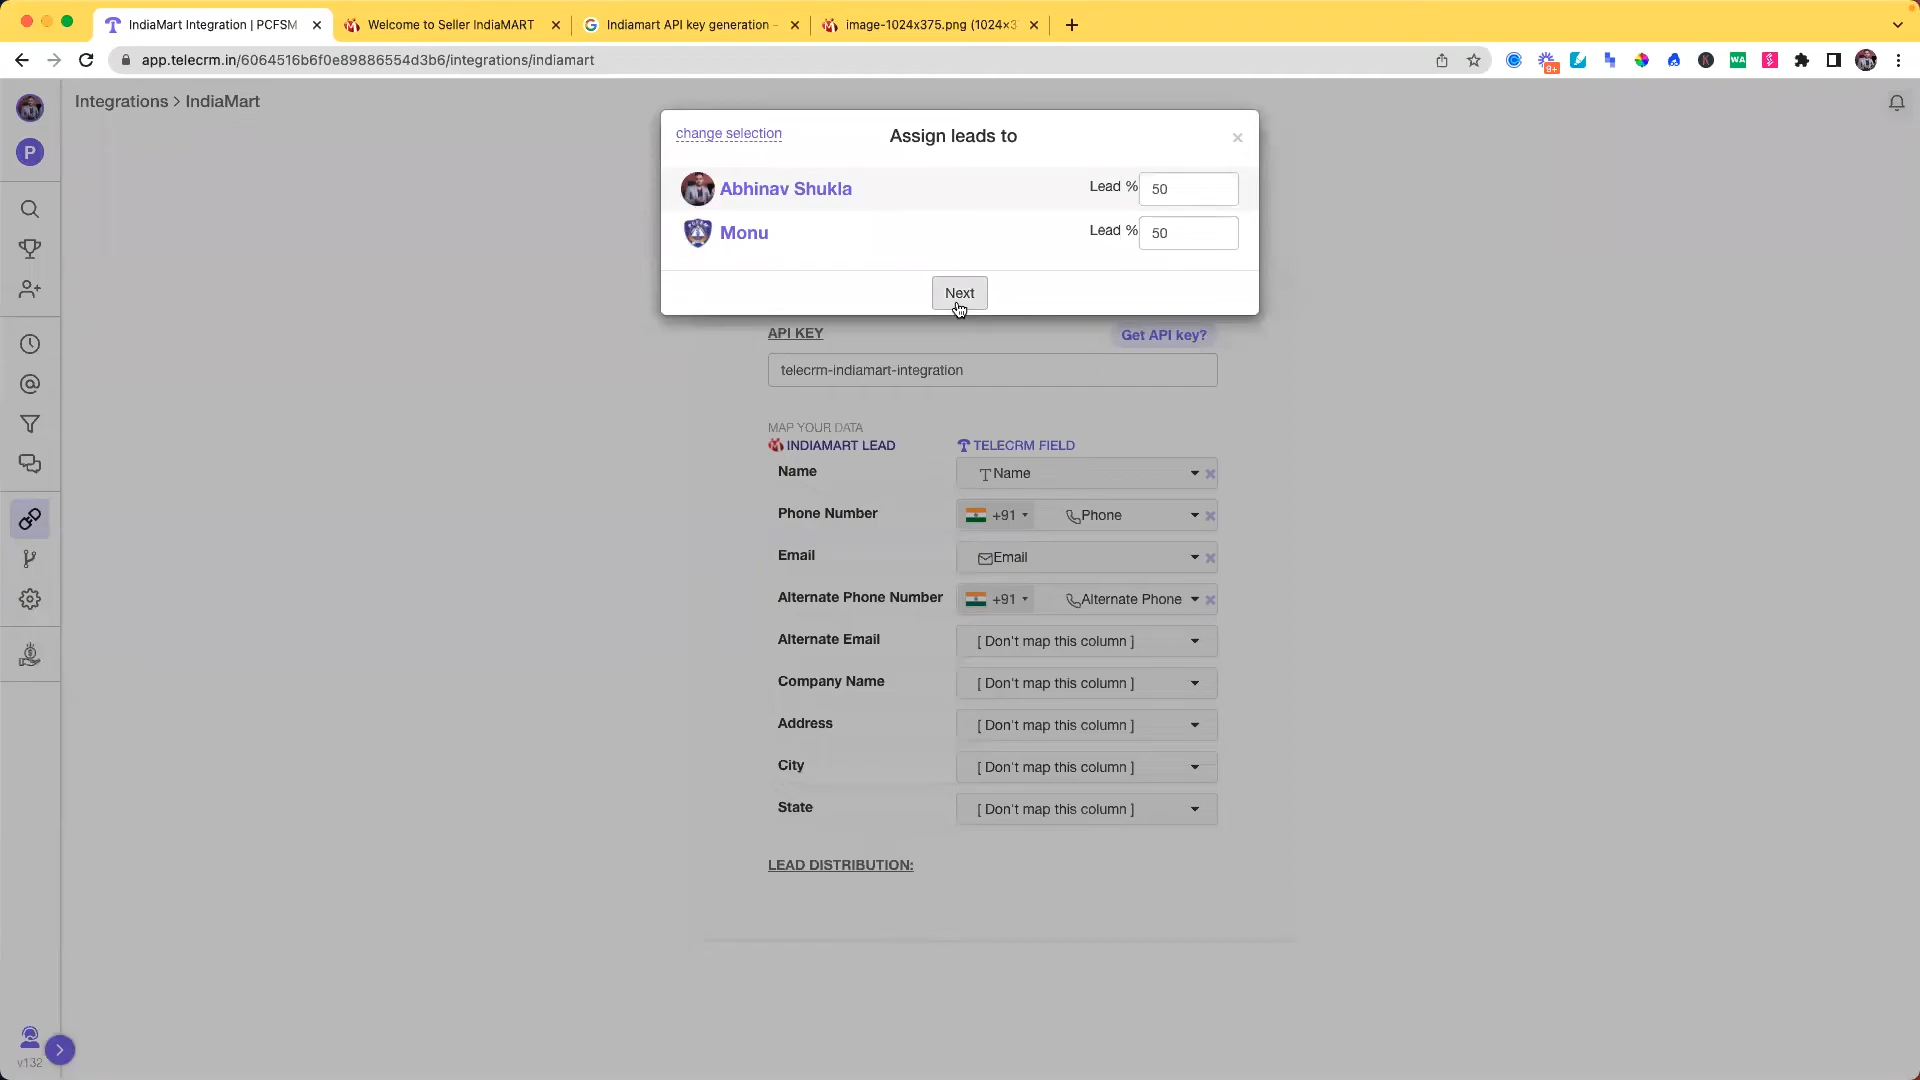 IndiaMart Integration | PCFSM
Welcome to Seller IndiaMART
Indiamart API key generation -
image-1024x375.png (1024×3
app.telecrm.in/6064516b6f0e89886554d3b6/integrations/indiamart
9+
WA
K
Integrations > IndiaMart
P
change selection
Assign leads to
Abhinav Shukla
Lead %
50
Monu
Lead %
50
Next
API KEY
Get API key?
telecrm-indiamart-integration
MAP YOUR DATA
INDIAMART LEAD
TELECRM FIELD
Name
Name
Phone Number
+91
Phone
Email
Email
Alternate Phone Number
+91
Alternate Phone
Alternate Email
[ Don't map this column ]
Company Name
[ Don't map this column ]
Address
[ Don't map this column ]
City
[ Don't map this column ]
State
[ Don't map this column ]
LEAD DISTRIBUTION:
v.132